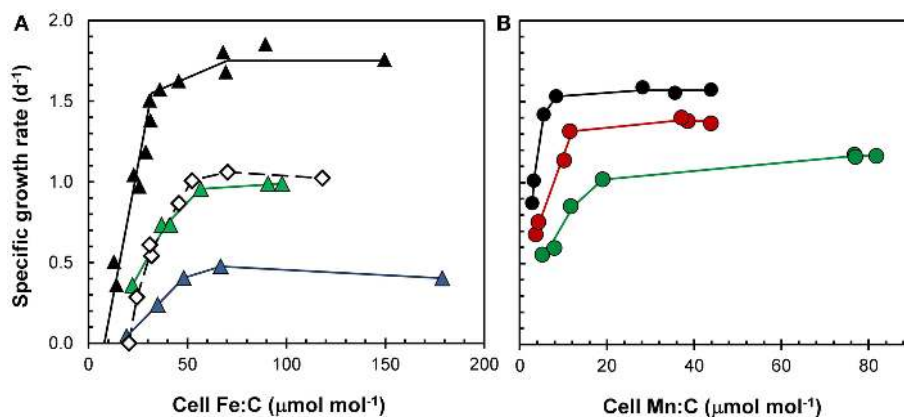 A
B
Specific growth rate (d⁻¹)
2.0
1.5
1.0
0.5
0.0
0 50 100 150 200
0 20 40 60 80
Cell Fe:C (μmol mol⁻¹)
Cell Mn:C (μmol mol⁻¹)